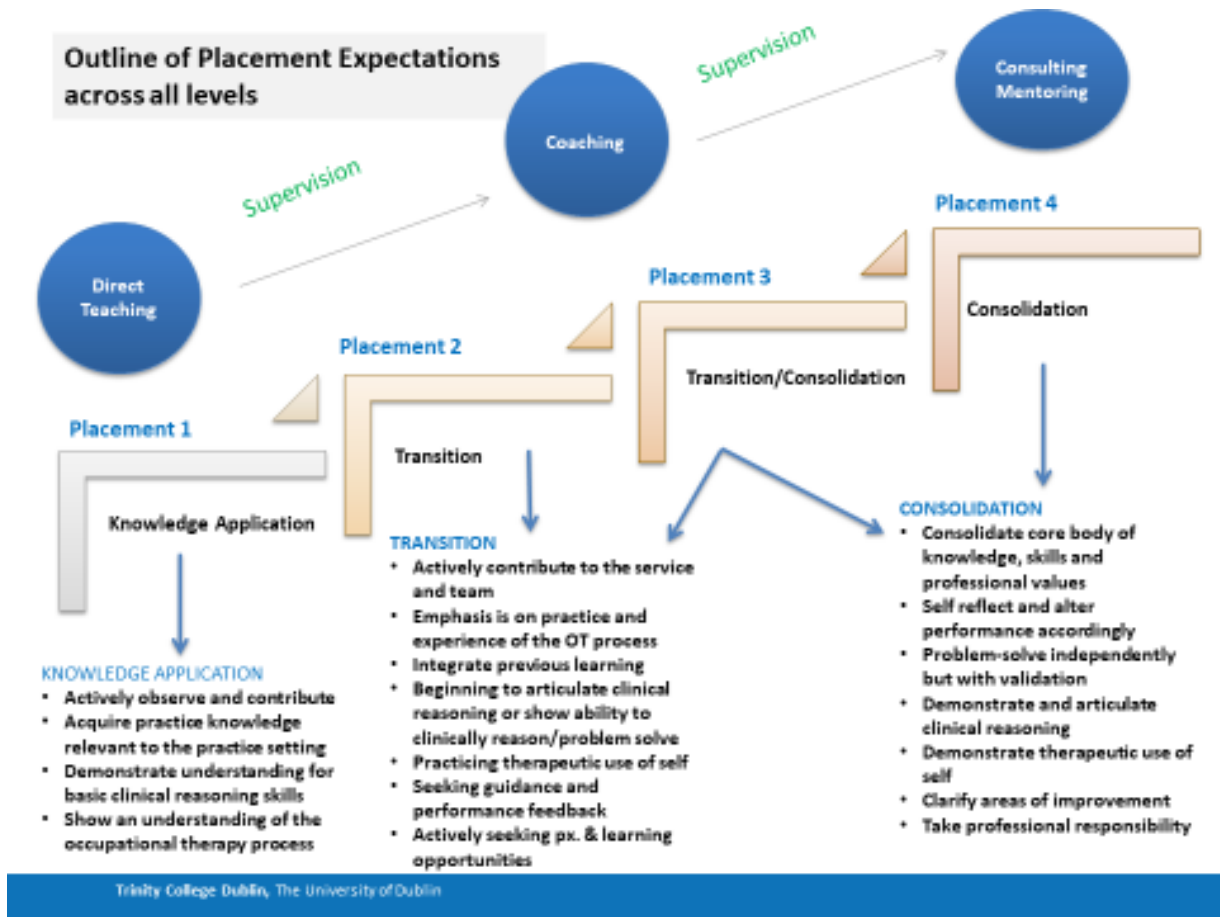 Outline of Placement Expectations
across all levels
Supervision
Consulting
Mentoring
Coaching
Supervision
Direct
Teaching
Placement 4
Consolidation
Placement 3
Transition/Consolidation
Placement 2
Transition
Placement 1
Knowledge Application
KNOWLEDGE APPLICATION
• Actively observe and contribute
• Acquire practice knowledge
relevant to the practice setting
• Demonstrate understanding for
basic clinical reasoning skills
• Show an understanding of the
occupational therapy process
TRANSITION
• Actively contribute to the service
and team
• Emphasis is on practice and
experience of the OT process
• Integrate previous learning
• Beginning to articulate clinical
reasoning or show ability to
clinically reason/problem solve
• Practicing therapeutic use of self
• Seeking guidance and
performance feedback
• Actively seeking px. & learning
opportunities
CONSOLIDATION
• Consolidate core body of
knowledge, skills and
professional values
• Self reflect and alter
performance accordingly
• Problem-solve independently
but with validation
• Demonstrate and articulate
clinical reasoning
• Demonstrate therapeutic use of
self
• Clarify areas of improvement
• Take professional responsibility
Trinity College Dublin, The University of Dublin